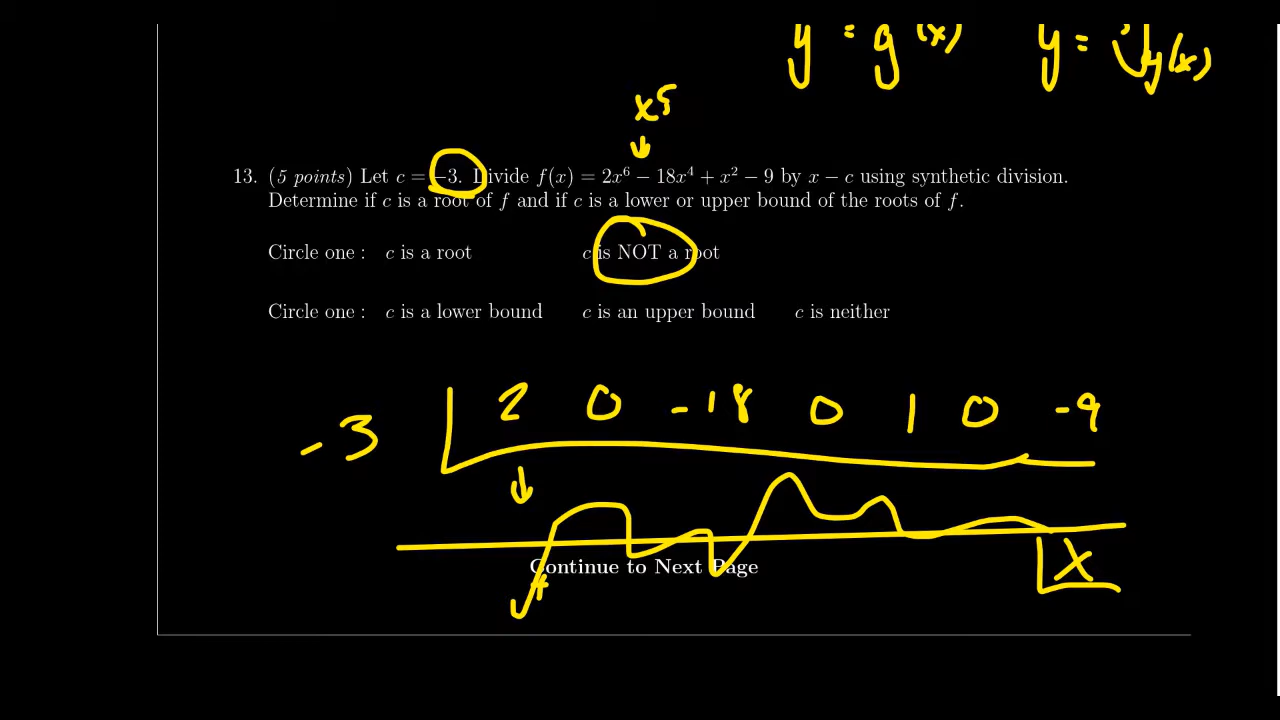 y = g(x) y = y(x)
x⁵
13. (5 points) Let c = −3. Divide f(x) = 2x⁶ − 18x⁴ + x² − 9 by x − c using synthetic division.
Determine if c is a root of f and if c is a lower or upper bound of the roots of f.
Circle one : c is a root c is NOT a root
Circle one : c is a lower bound c is an upper bound c is neither
-3 2 0 -18 0 1 0 -9
Continue to Next Page x